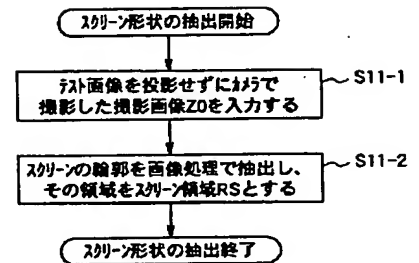 スクリーン形状の抽出開始
テスト画像を投影せずにカメラで
撮影した撮影画像Z0を入力する
S11-1
スクリーンの輪郭を画像処理で抽出し、
その領域をスクリーン領域RSとする
S11-2
スクリーン形状の抽出終了